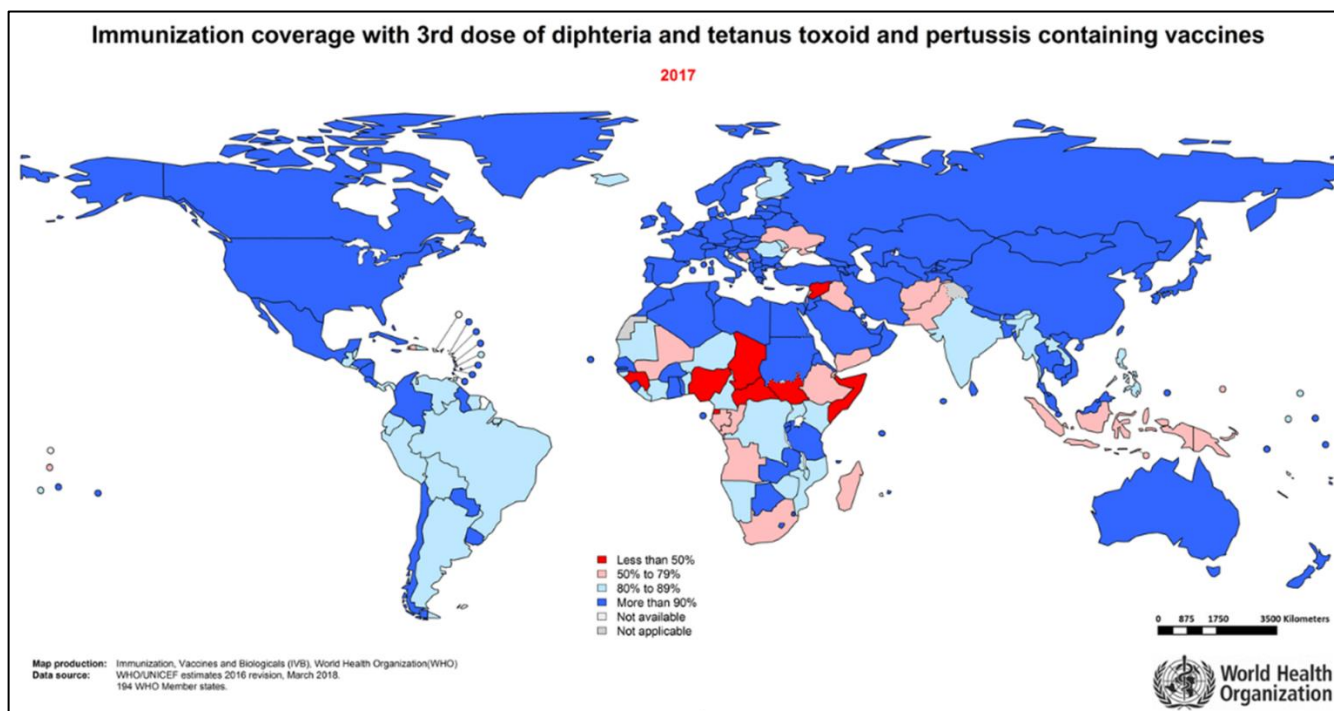 Immunization coverage with 3rd dose of diphteria and tetanus toxoid and pertussis containing vaccines
2017
Less than 50%
50% to 79%
80% to 89%
More than 90%
Not available
Not applicable
0 875 1750 3500 Kilometers
Map production: Immunization, Vaccines and Biologicals (IVB), World Health Organization(WHO)
Data source: WHO/UNICEF estimates 2016 revision, March 2018.
194 WHO Member states.
World Health
Organization